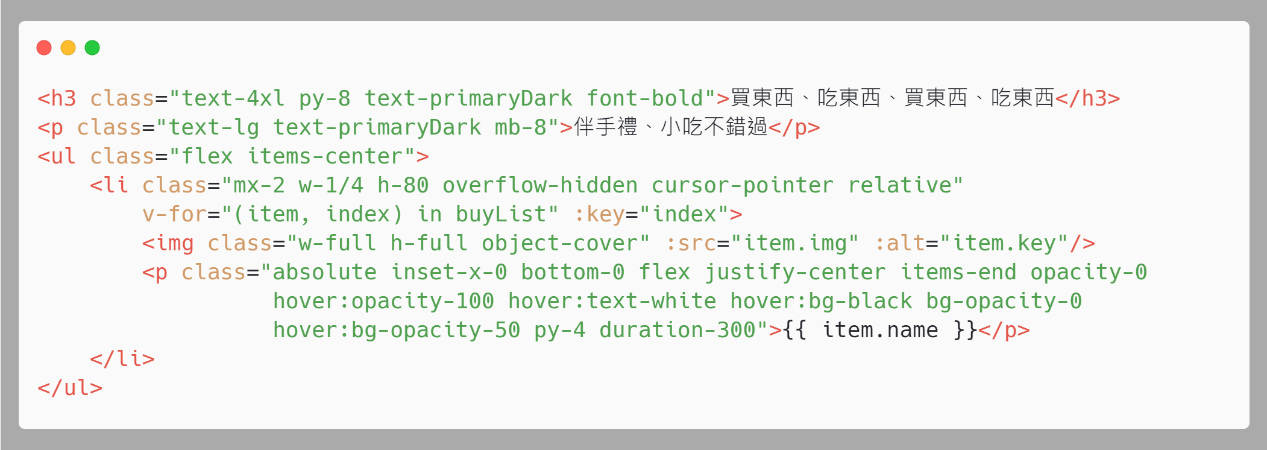 <h3 class="text-4xl py-8 text-primaryDark font-bold">買東西、吃東西、買東西、吃東西</h3>
<p class="text-lg text-primaryDark mb-8">伴手禮、小吃不錯過</p>
<ul class="flex items-center">
    <li class="mx-2 w-1/4 h-80 overflow-hidden cursor-pointer relative"
        v-for="(item, index) in buyList" :key="index">
        <img class="w-full h-full object-cover" :src="item.img" :alt="item.key"/>
        <p class="absolute inset-x-0 bottom-0 flex justify-center items-end opacity-0
                  hover:opacity-100 hover:text-white hover:bg-black bg-opacity-0
                  hover:bg-opacity-50 py-4 duration-300">{{ item.name }}</p>
    </li>
</ul>